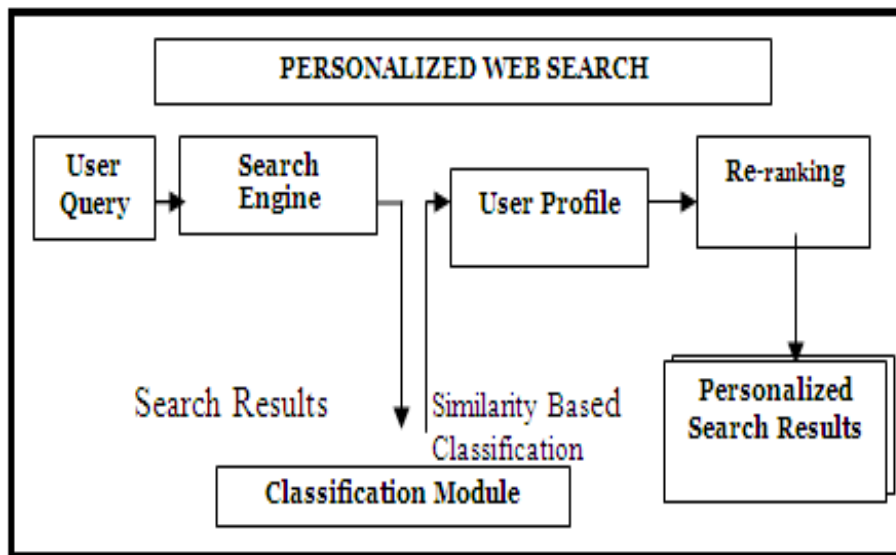 PERSONALIZED WEB SEARCH
User
Query
Search
Engine
User Profile
Re-ranking
Search Results
Similarity Based
Classification
Classification Module
Personalized
Search Results